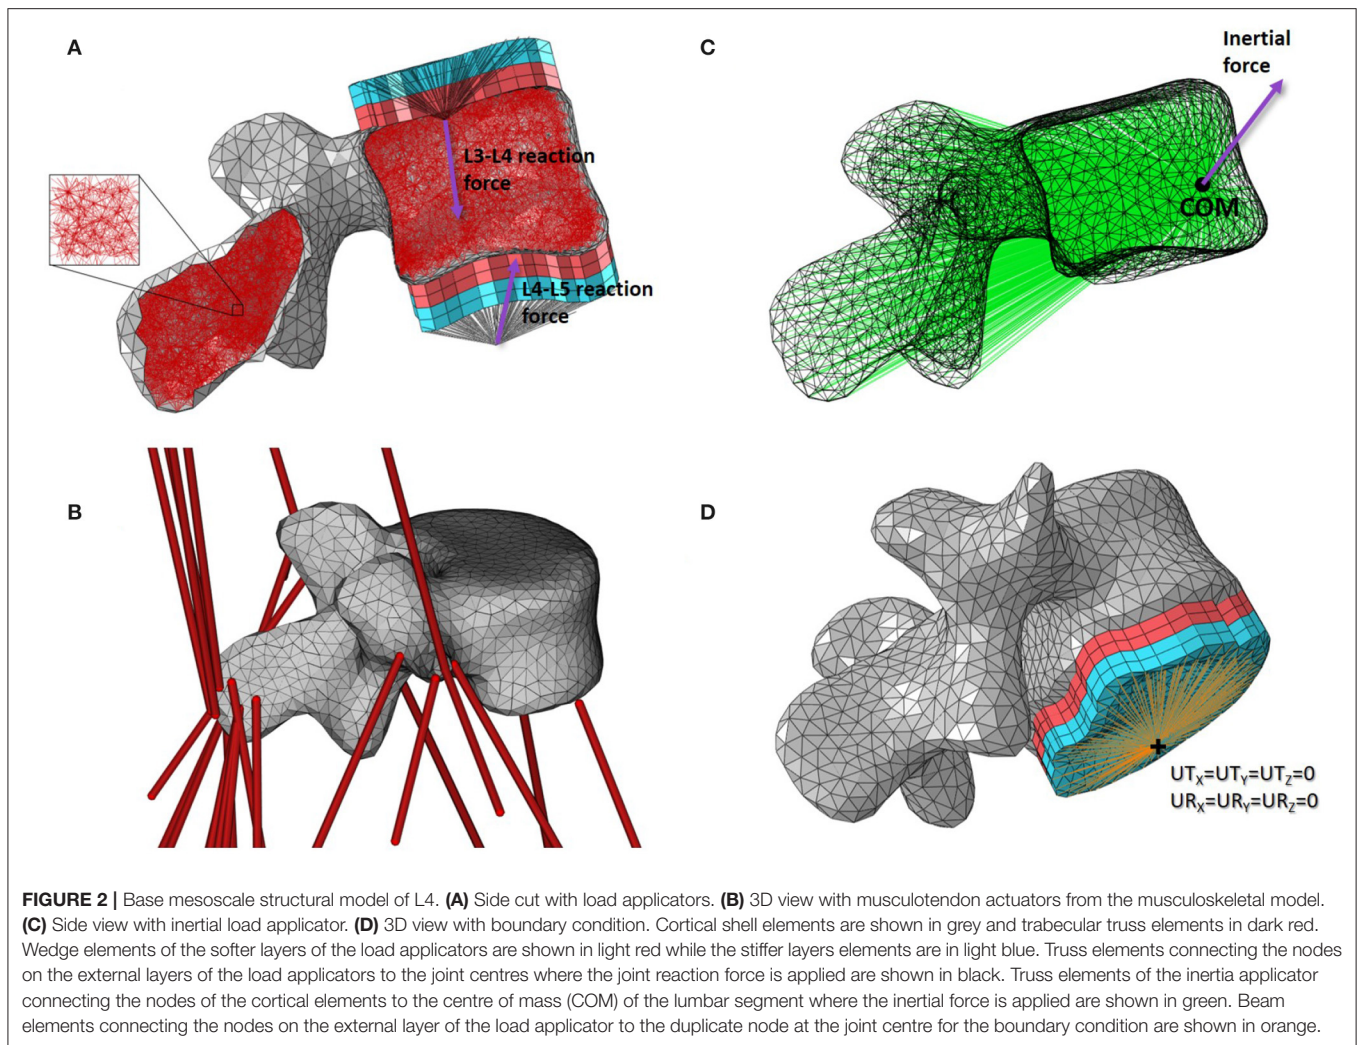 A
L3-L4 reaction
force
L4-L5 reaction
force
C
Inertial
force
COM
B
D
UTX=UTY=UTZ=0
URX=URY=URZ=0
FIGURE 2 | Base mesoscale structural model of L4. (A) Side cut with load applicators. (B) 3D view with musculotendon actuators from the musculoskeletal model.
(C) Side view with inertial load applicator. (D) 3D view with boundary condition. Cortical shell elements are shown in grey and trabecular truss elements in dark red.
Wedge elements of the softer layers of the load applicators are shown in light red while the stiffer layers elements are in light blue. Truss elements connecting the nodes
on the external layers of the load applicators to the joint centres where the joint reaction force is applied are shown in black. Truss elements of the inertia applicator
connecting the nodes of the cortical elements to the centre of mass (COM) of the lumbar segment where the inertial force is applied are shown in green. Beam
elements connecting the nodes on the external layer of the load applicator to the duplicate node at the joint centre for the boundary condition are shown in orange.